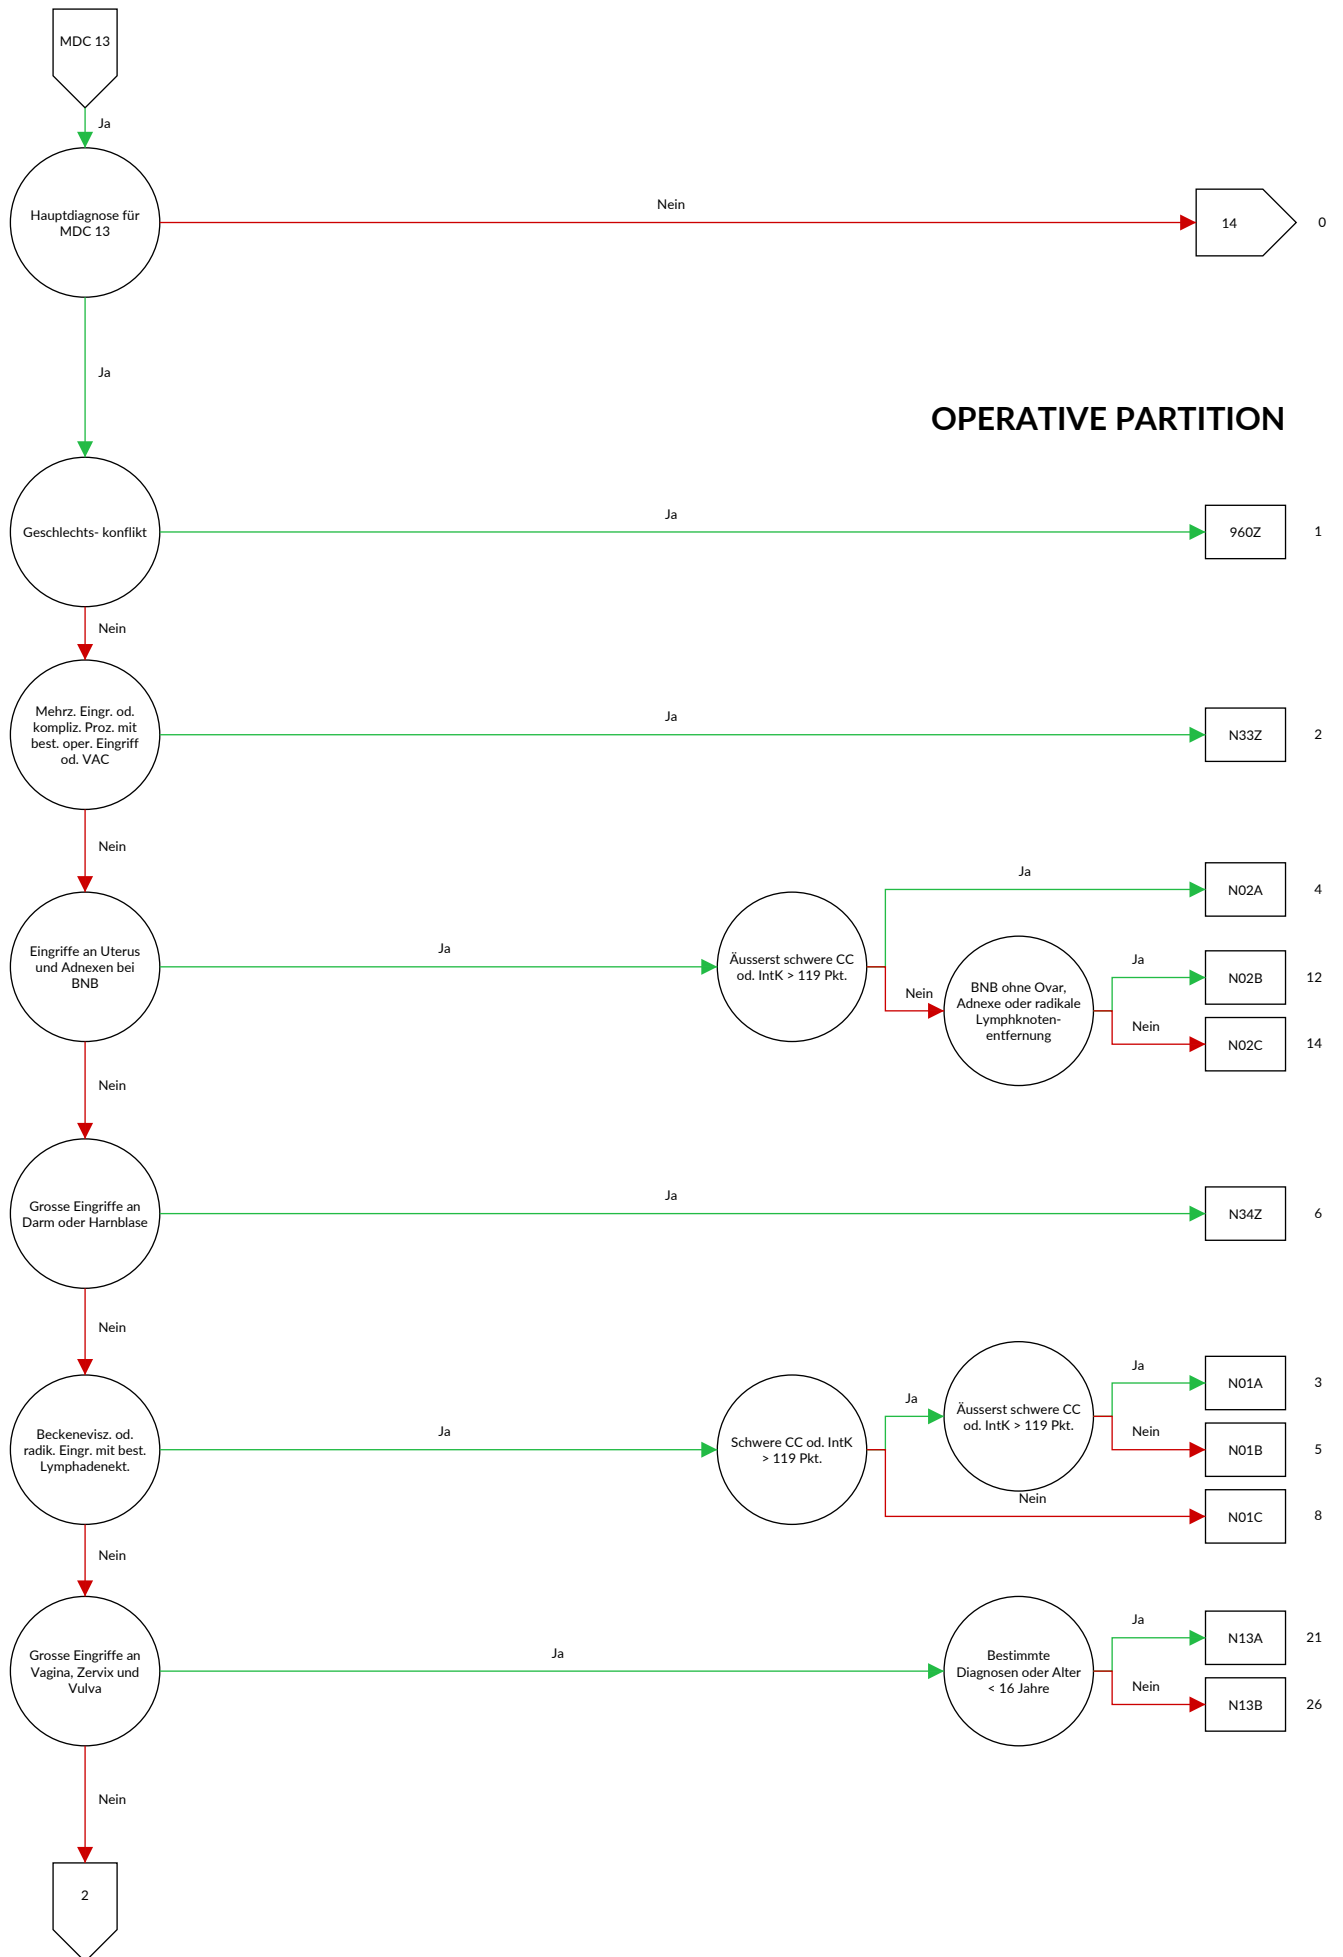 MDC 13
Ja
Hauptdiagnose für
MDC 13
Nein
14
0
Ja
OPERATIVE PARTITION
Geschlechts- konflikt
Ja
960Z
1
Nein
Mehrz. Eingr. od.
kompliz. Proz. mit
best. oper. Eingriff
od. VAC
Ja
N33Z
2
Nein
Eingriffe an Uterus
und Adnexen bei
BNB
Ja
Äusserst schwere CC
od. IntK > 119 Pkt.
Ja
N02A
4
Nein
BNB ohne Ovar,
Adnexe oder radikale
Lymphknoten-
entfernung
Ja
N02B
12
Nein
N02C
14
Nein
Grosse Eingriffe an
Darm oder Harnblase
Ja
N34Z
6
Nein
Beckenevisz. od.
radik. Eingr. mit best.
Lymphadenekt.
Ja
Schwere CC od. IntK
> 119 Pkt.
Ja
Äusserst schwere CC
od. IntK > 119 Pkt.
Ja
N01A
3
Nein
N01B
5
Nein
N01C
8
Nein
Grosse Eingriffe an
Vagina, Zervix und
Vulva
Ja
Bestimmte
Diagnosen oder Alter
< 16 Jahre
Ja
N13A
21
Nein
N13B
26
Nein
2